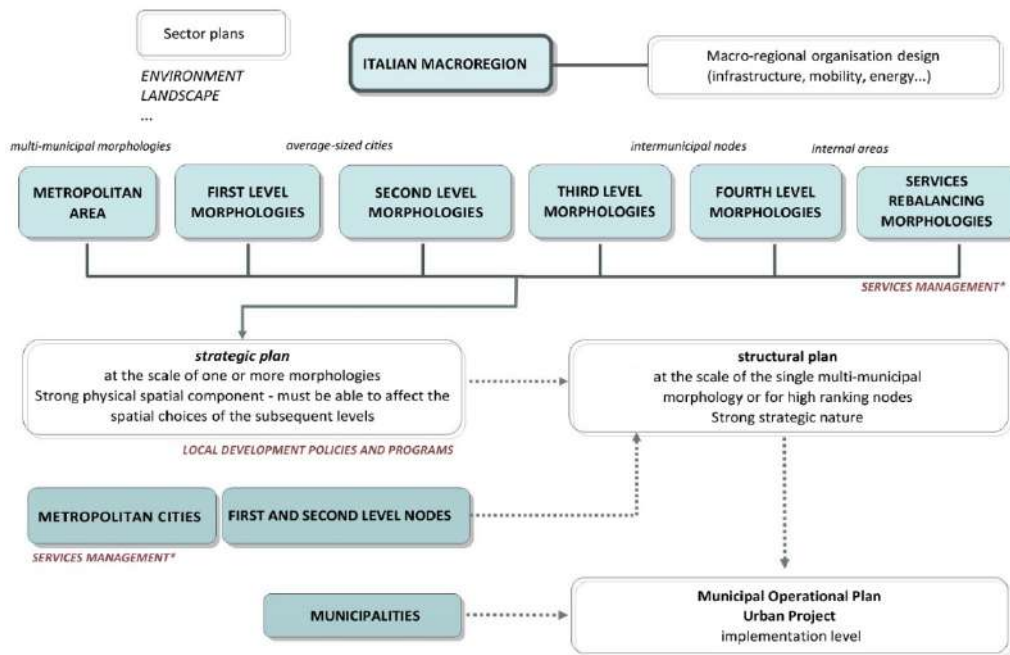 Sector plans
ENVIRONMENT
LANDSCAPE
...
ITALIAN MACROREGION
Macro-regional organisation design
(infrastructure, mobility, energy...)
multi-municipal morphologies
average-sized cities
intermunicipal nodes
internal areas
METROPOLITAN
AREA
FIRST LEVEL
MORPHOLOGIES
SECOND LEVEL
MORPHOLOGIES
THIRD LEVEL
MORPHOLOGIES
FOURTH LEVEL
MORPHOLOGIES
SERVICES
REBALANCING
MORPHOLOGIES
SERVICES MANAGEMENT*
strategic plan
at the scale of one or more morphologies
Strong physical spatial component - must be able to affect the
spatial choices of the subsequent levels
LOCAL DEVELOPMENT POLICIES AND PROGRAMS
structural plan
at the scale of the single multi-municipal
morphology or for high ranking nodes
Strong strategic nature
METROPOLITAN CITIES
FIRST AND SECOND LEVEL NODES
SERVICES MANAGEMENT*
MUNICIPALITIES
Municipal Operational Plan
Urban Project
implementation level